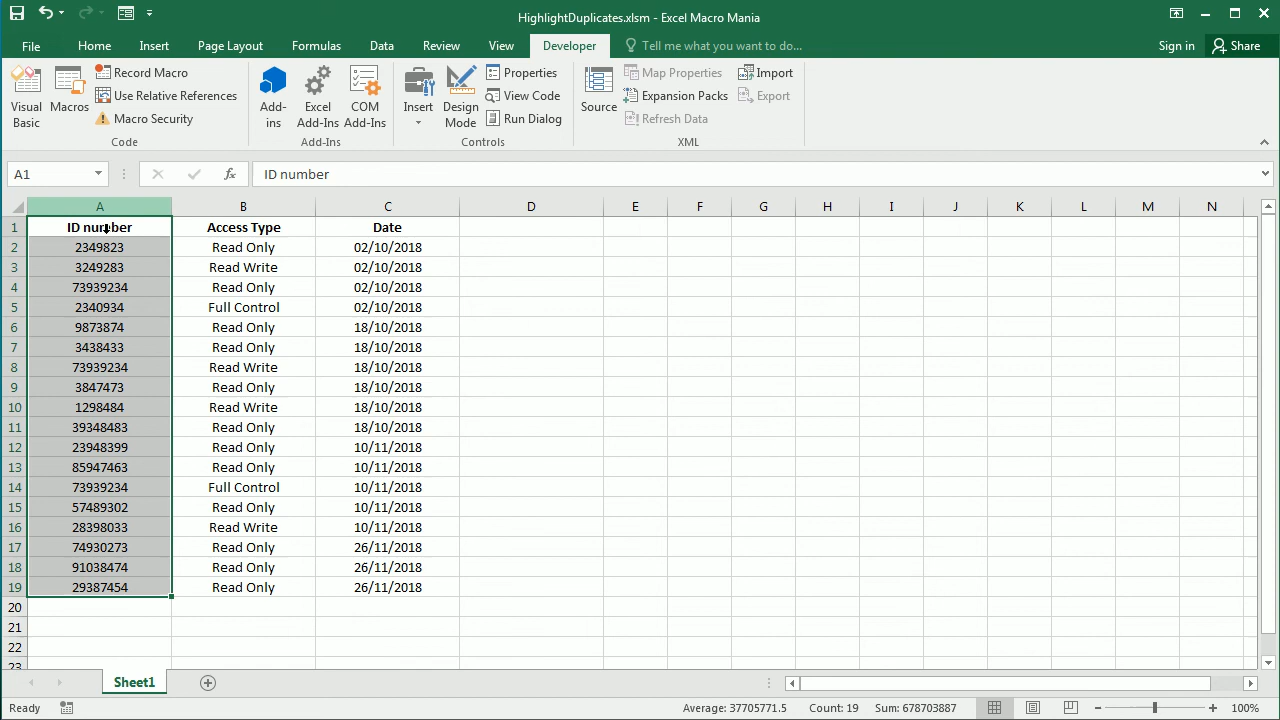 HighlightDuplicates.xlsm - Excel Macro Mania
File Home Insert Page Layout Formulas Data Review View Developer Tell me what you want to do... Sign in Share
Visual Basic
Macros
Record Macro
Use Relative References
Macro Security
Code
Add-ins
Excel Add-Ins
COM Add-Ins
Add-Ins
Insert
Design Mode
Properties
View Code
Run Dialog
Controls
Source
Map Properties
Expansion Packs
Refresh Data
Import
Export
XML
A1 fx ID number
A B C D E F G H I J K L M N
1 ID number Access Type Date
2 2349823 Read Only 02/10/2018
3 3249283 Read Write 02/10/2018
4 73939234 Read Only 02/10/2018
5 2340934 Full Control 02/10/2018
6 9873874 Read Only 18/10/2018
7 3438433 Read Only 18/10/2018
8 73939234 Read Write 18/10/2018
9 3847473 Read Only 18/10/2018
10 1298484 Read Write 18/10/2018
11 39348483 Read Only 18/10/2018
12 23948399 Read Only 10/11/2018
13 85947463 Read Only 10/11/2018
14 73939234 Full Control 10/11/2018
15 57489302 Read Only 10/11/2018
16 28398033 Read Write 10/11/2018
17 74930273 Read Only 26/11/2018
18 91038474 Read Only 26/11/2018
19 29387454 Read Only 26/11/2018
20
21
22
23
Sheet1
Ready Average: 37705771.5 Count: 19 Sum: 678703887 100%